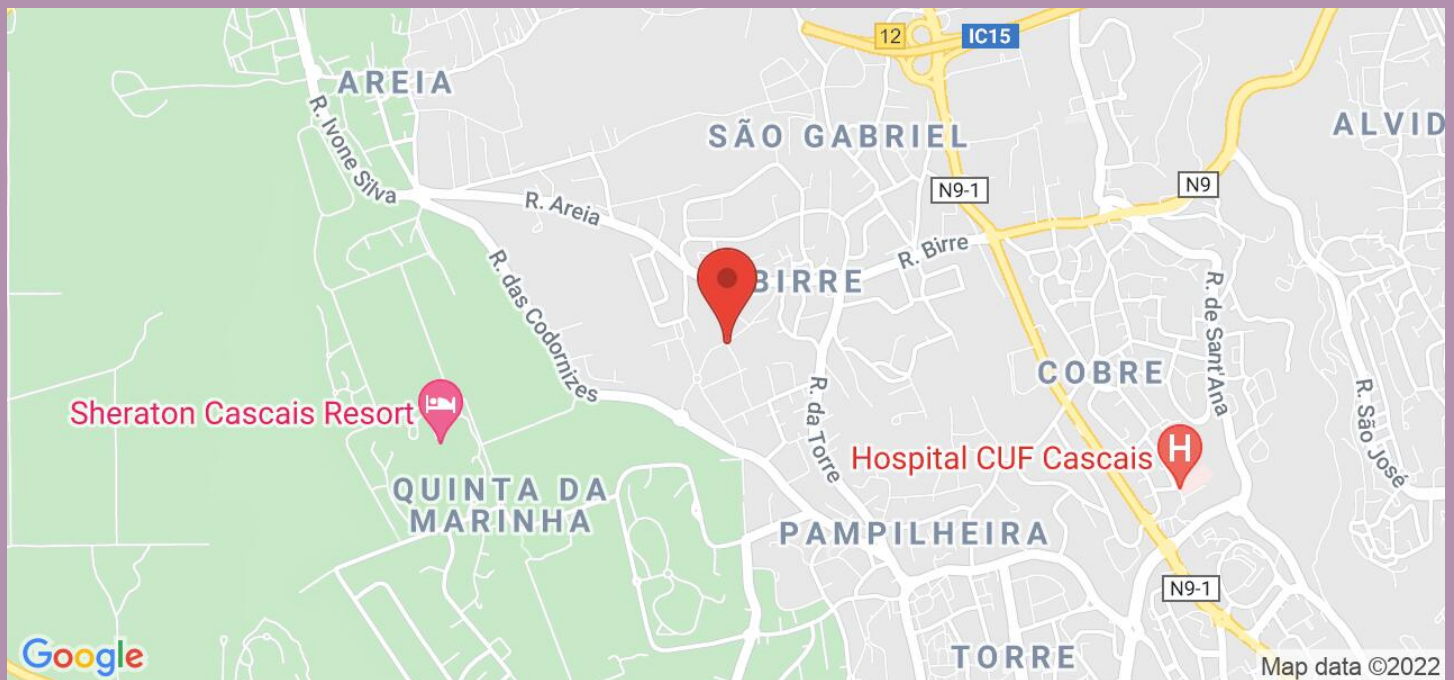 12
IC15
AREIA
ALVID
SÃO GABRIEL
R. Ivone Silva
N9-1
N9
R. Areia
R. Birre
BIRRE
R. das Codornizes
R. de Sant'Ana
COBRE
R. da Torre
R. São José
Sheraton Cascais Resort
Hospital CUF Cascais
H
QUINTA DA
MARINHA
PAMPILHEIRA
N9-1
TORRE
Google
Map data ©2022